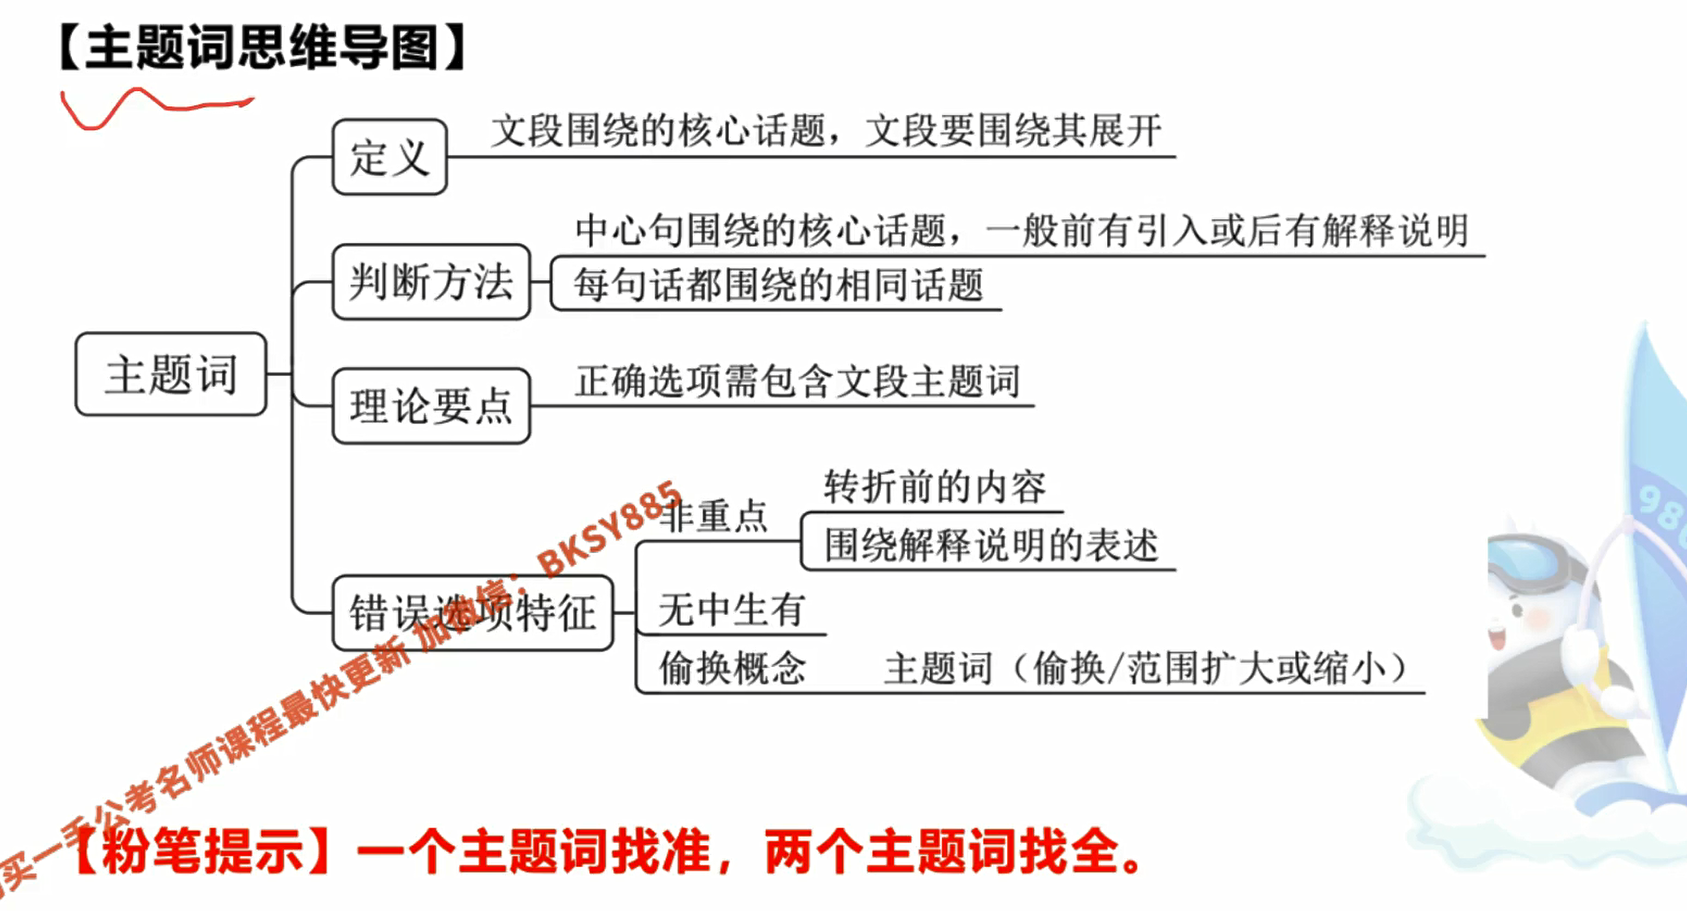 【主题词思维导图】
定义
文段围绕的核心话题，文段要围绕其展开
判断方法
中心句围绕的核心话题，一般前有引入或后有解释说明
每句话都围绕的相同话题
主题词
理论要点
正确选项需包含文段主题词
错误选项特征
非重点
转折前的内容
围绕解释说明的表述
无中生有
偷换概念 主题词（偷换/范围扩大或缩小）
买一手公考名师课程最快更新 加微信：BKSY885
【粉笔提示】一个主题词找准，两个主题词找全。